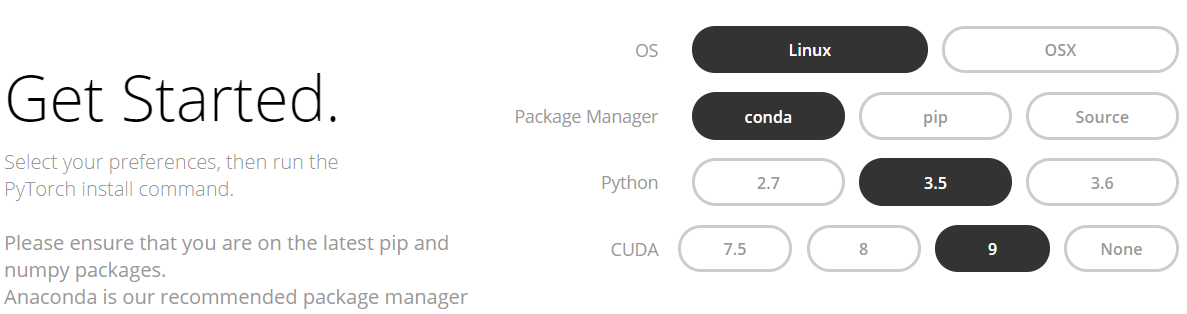 Get Started.
Select your preferences, then run the
PyTorch install command.
Please ensure that you are on the latest pip and
numpy packages.
Anaconda is our recommended package manager
OS Linux OSX
Package Manager conda pip Source
Python 2.7 3.5 3.6
CUDA 7.5 8 9 None